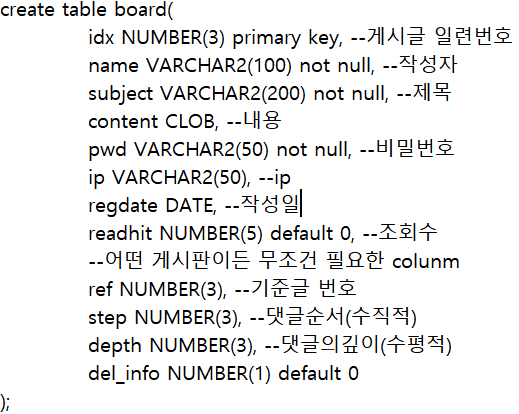 create table board(
idx NUMBER(3) primary key, --게시글 일련번호
name VARCHAR2(100) not null, --작성자
subject VARCHAR2(200) not null, --제목
content CLOB, --내용
pwd VARCHAR2(50) not null, --비밀번호
ip VARCHAR2(50), --ip
regdate DATE, --작성일
readhit NUMBER(5) default 0, --조회수
--어떤 게시판이든 무조건 필요한 colunm
ref NUMBER(3), --기준글 번호
step NUMBER(3), --댓글순서(수직적)
depth NUMBER(3), --댓글의깊이(수평적)
del_info NUMBER(1) default 0
);